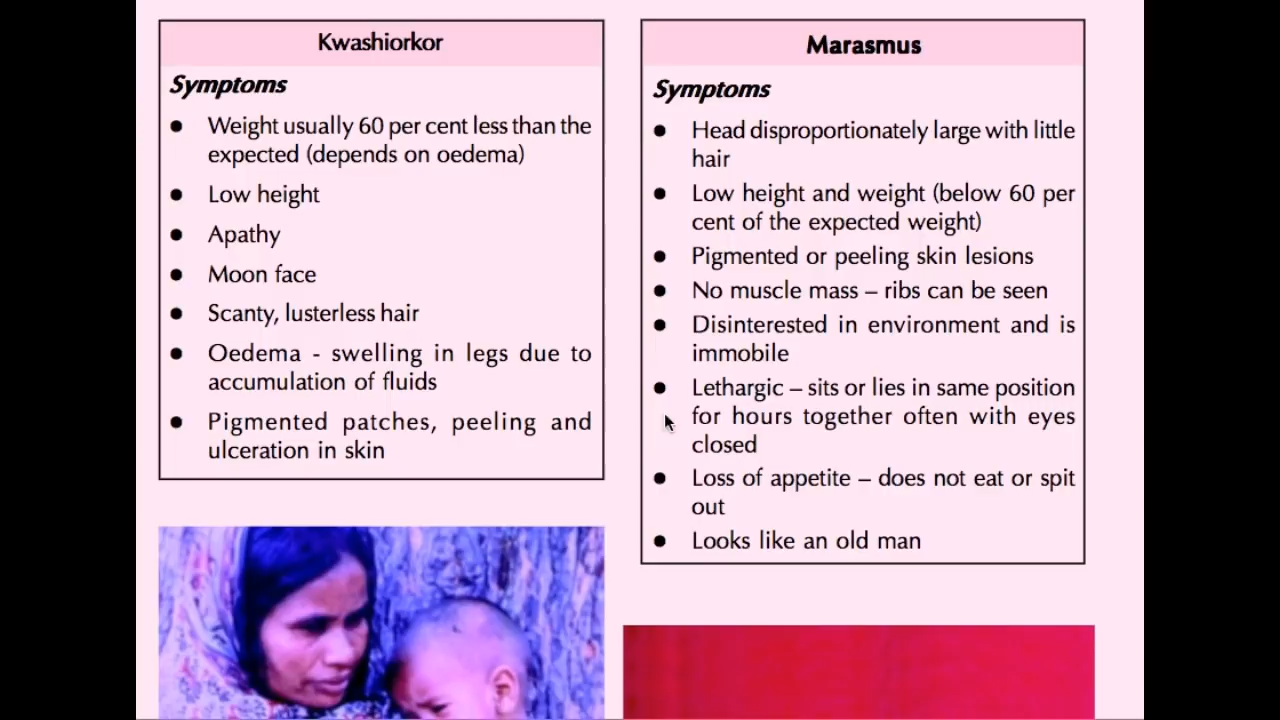 Kwashiorkor
Symptoms
● Weight usually 60 per cent less than the
expected (depends on oedema)
● Low height
● Apathy
● Moon face
● Scanty, lusterless hair
● Oedema - swelling in legs due to
accumulation of fluids
● Pigmented patches, peeling and
ulceration in skin
Marasmus
Symptoms
● Head disproportionately large with little
hair
● Low height and weight (below 60 per
cent of the expected weight)
● Pigmented or peeling skin lesions
● No muscle mass – ribs can be seen
● Disinterested in environment and is
immobile
● Lethargic – sits or lies in same position
for hours together often with eyes
closed
● Loss of appetite – does not eat or spit
out
● Looks like an old man